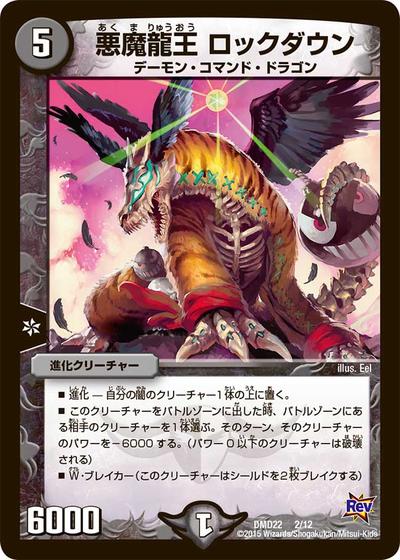 5
あくまりゅうおう
悪魔龍王 ロックダウン
デーモン・コマンド・ドラゴン
進化クリーチャー
illus. Eel
■ 進化 ― 自分の闇のクリーチャー1体の上に置く。
■ このクリーチャーをバトルゾーンに出した時、バトルゾーンにあ
る相手のクリーチャーを1体選ぶ。そのターン、そのクリーチャー
のパワーを－6000する。(パワー0以下のクリーチャーは破壊
される)
■ W・ブレイカー(このクリーチャーはシールドを2枚ブレイクする)
Rev
6000
DMD22 2/12
©2015 Wizards/Shogakukan/Mitsui-Kids